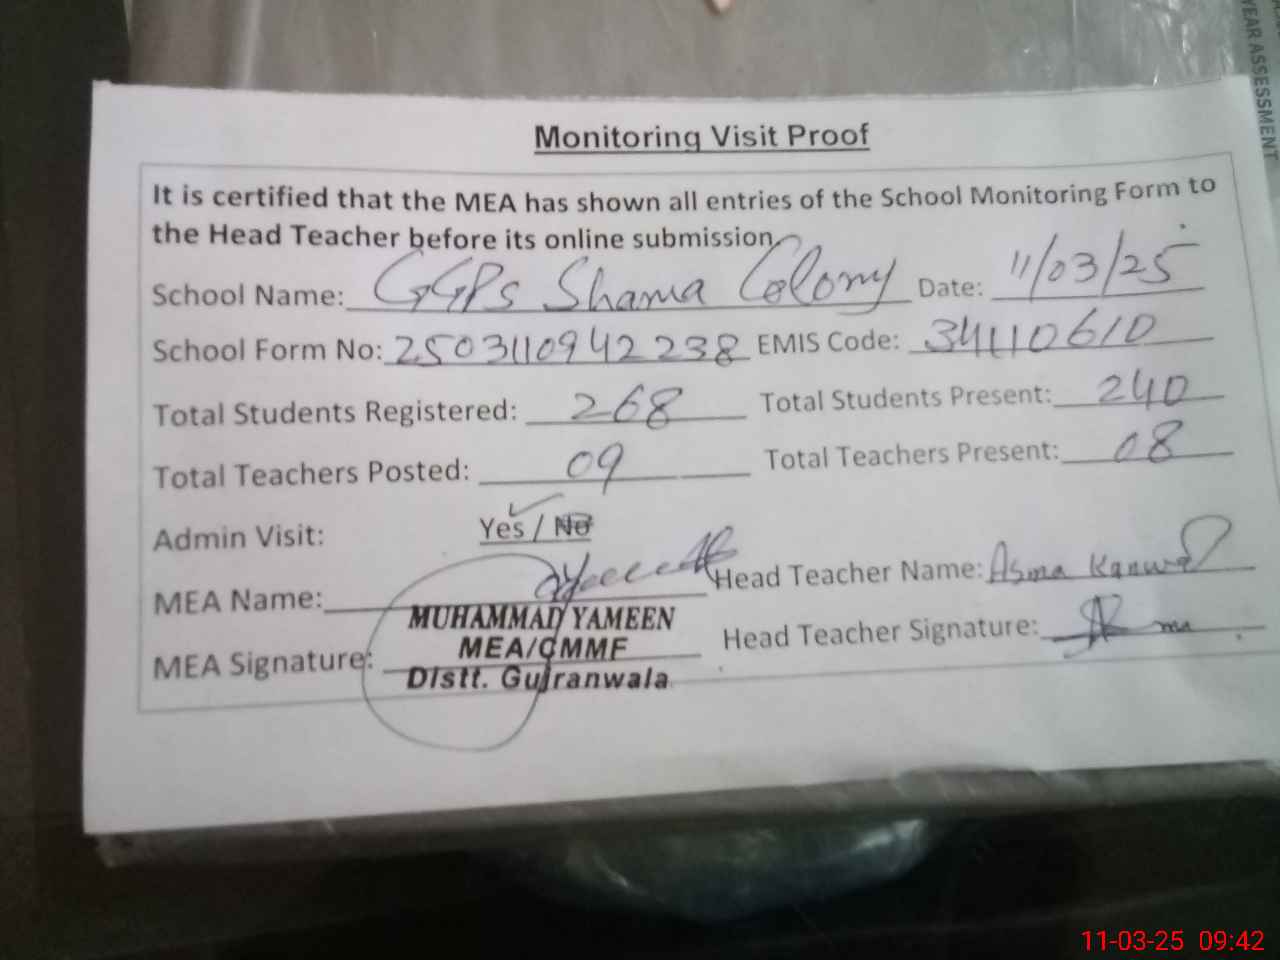 YEAR ASSESSMENT
Monitoring Visit Proof
It is certified that the MEA has shown all entries of the School Monitoring Form to
the Head Teacher before its online submission.
School Name: GGPS Shama Colony Date: 11/03/25
School Form No: 2503110942238 EMIS Code: 34110610
Total Students Registered: 268 Total Students Present: 240
Total Teachers Posted: 09 Total Teachers Present: 08
Admin Visit: Yes / No
MEA Name: Head Teacher Name: Asma Kanwal
MUHAMMAD YAMEEN
MEA/CMMF
MEA Signature: Head Teacher Signature:
Distt. Gujranwala
11-03-25 09:42